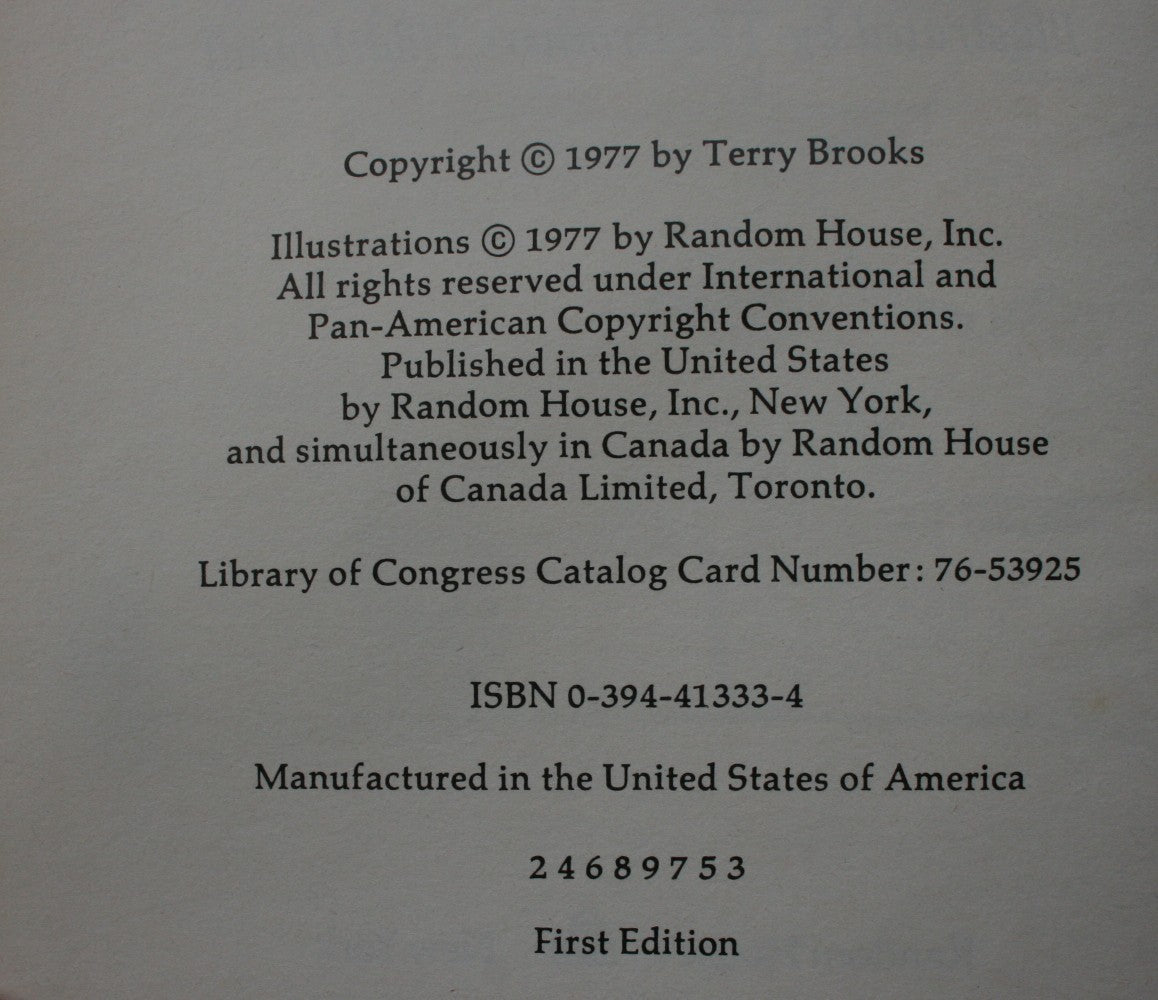 Copyright © 1977 by Terry Brooks
Illustrations © 1977 by Random House, Inc.
All rights reserved under International and
Pan-American Copyright Conventions.
Published in the United States
by Random House, Inc., New York,
and simultaneously in Canada by Random House
of Canada Limited, Toronto.
Library of Congress Catalog Card Number: 76-53925
ISBN 0-394-41333-4
Manufactured in the United States of America
2 4 6 8 9 7 5 3
First Edition